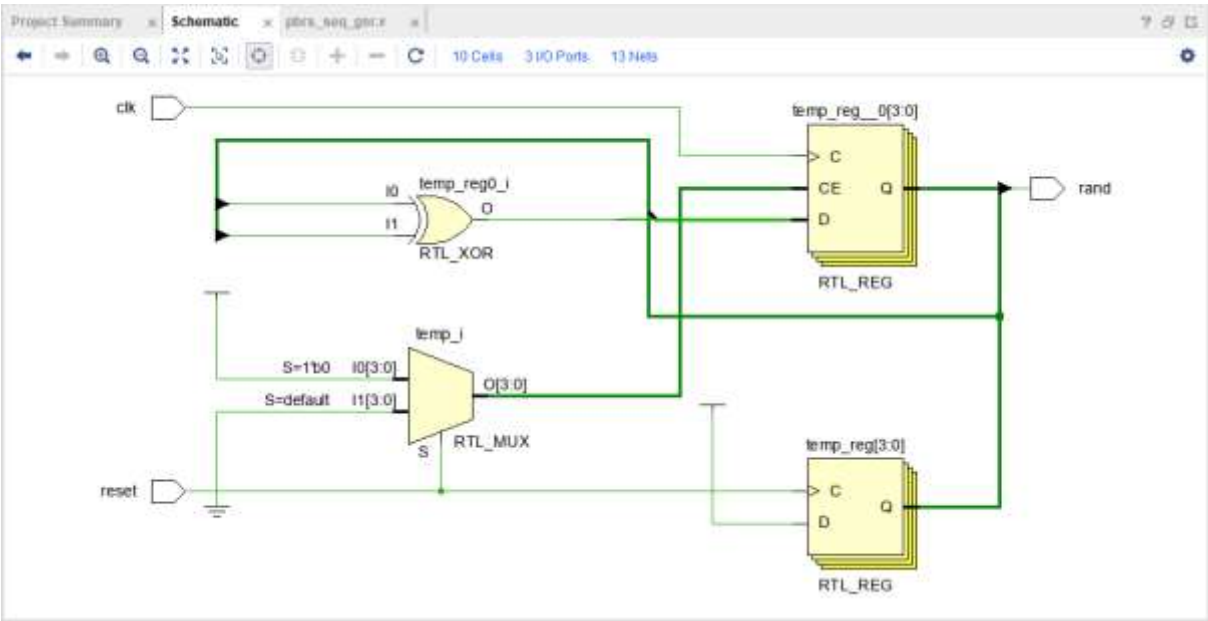 Project Summary × Schematic × pbrs_seq_gnr.v ×
10 Cells 3 I/O Ports 13 Nets
clk
temp_reg__0[3:0]
C
I0 temp_reg0_i
CE Q
rand
O
I1
D
RTL_XOR
RTL_REG
temp_i
S=1'b0 I0[3:0]
O[3:0]
S=default I1[3:0]
RTL_MUX
S
temp_reg[3:0]
reset
C
Q
D
RTL_REG